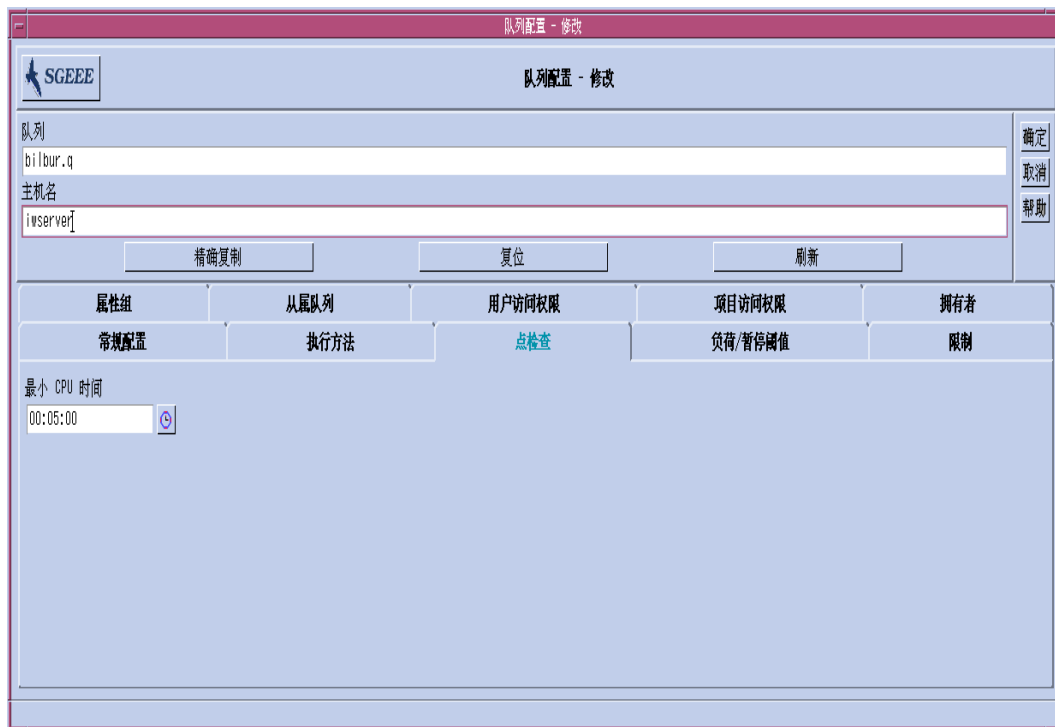 队列配置 - 修改
SGEEE
队列配置 - 修改
队列
bilbur.q
主机名
iwserver
确定
取消
帮助
精确复制 复位 刷新
属性组 从属队列 用户访问权限 项目访问权限 拥有者
常规配置 执行方法 点检查 负荷/暂停阈值 限制
最小 CPU 时间
00:05:00